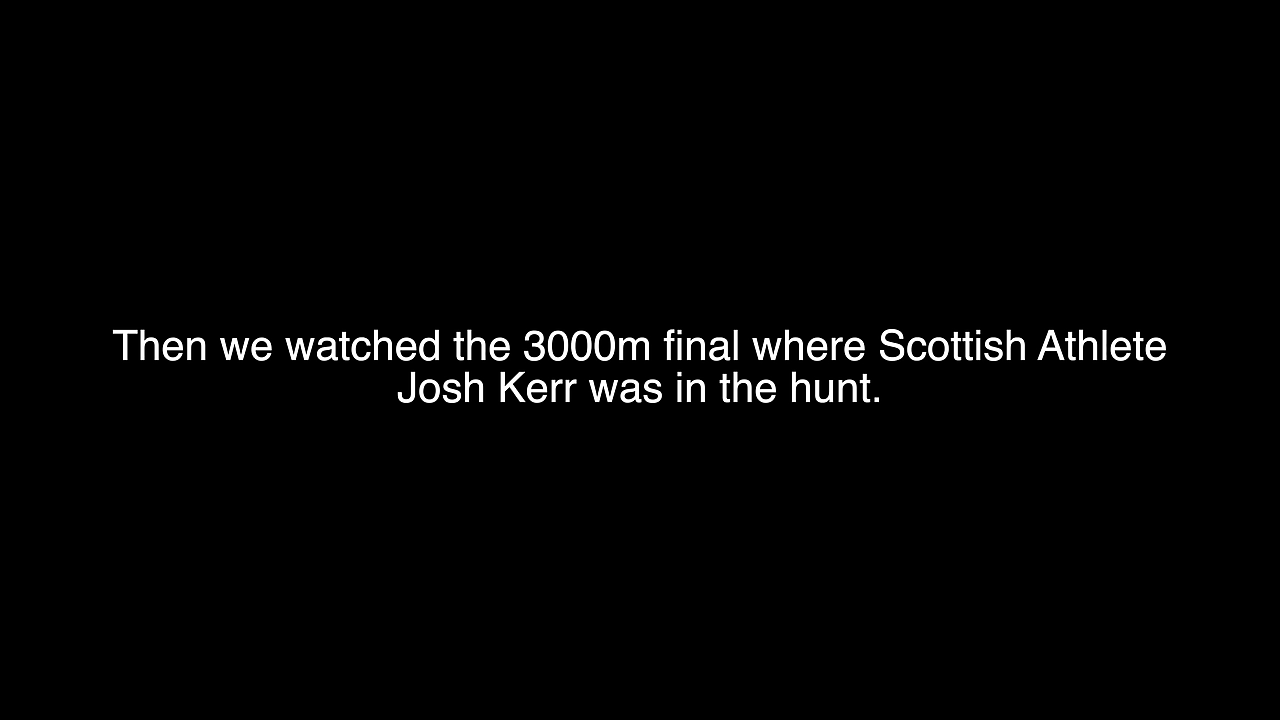 Then we watched the 3000m final where Scottish Athlete
Josh Kerr was in the hunt.